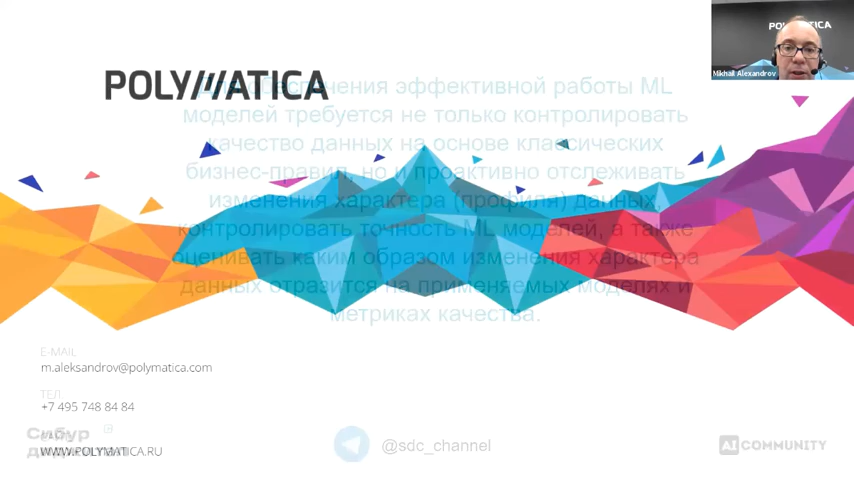 POLYMATICA
Mikhail Alexandrov
POLYMATICA
Для обеспечения эффективной работы ML
моделей требуется не только контролировать
качество данных на основе классических
бизнес-правил, но и проактивно отслеживать
изменения характера (профиля) данных,
контролировать точность ML моделей, а также
оценивать каким образом изменения характера
данных отразится на применяемых моделях и
метриках качества.
E-MAIL
m.aleksandrov@polymatica.com
ТЕЛ
+7 495 748 84 84
Сибур
диджитал
WWW.POLYMATICA.RU
@sdc_channel
AI COMMUNITY